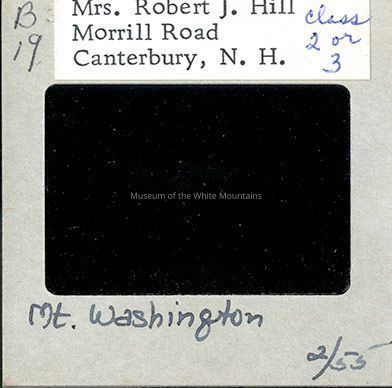 B
19
Mrs. Robert J. Hill
Morrill Road
Canterbury, N. H.
class
2 or
3
Museum of the White Mountains
Mt. Washington
2/55